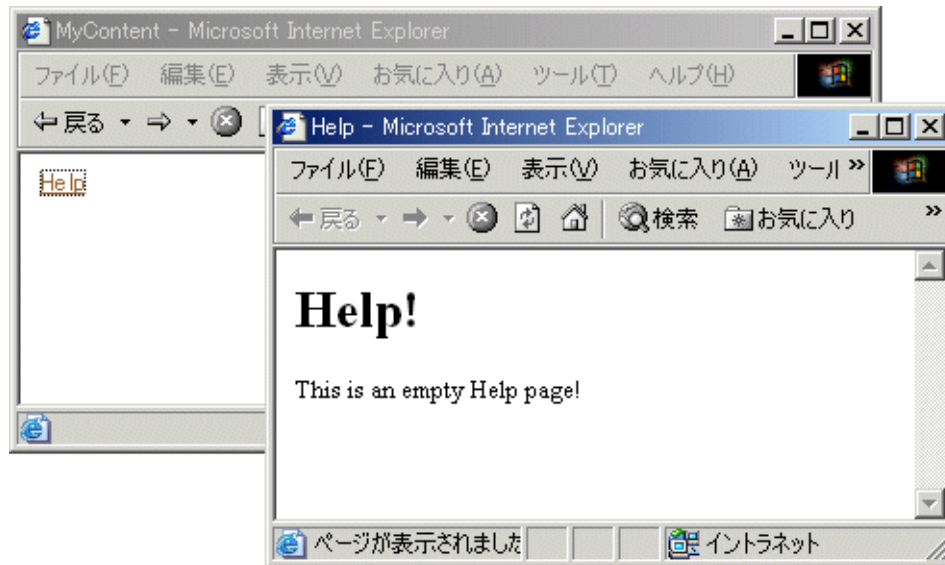 MyContent - Microsoft Internet Explorer
ファイル(F) 編集(E) 表示(V) お気に入り(A) ツール(T) ヘルプ(H)
戻る
Help
Help - Microsoft Internet Explorer
ファイル(F) 編集(E) 表示(V) お気に入り(A) ツール
戻る 検索 お気に入り
Help!
This is an empty Help page!
ページが表示されました イントラネット